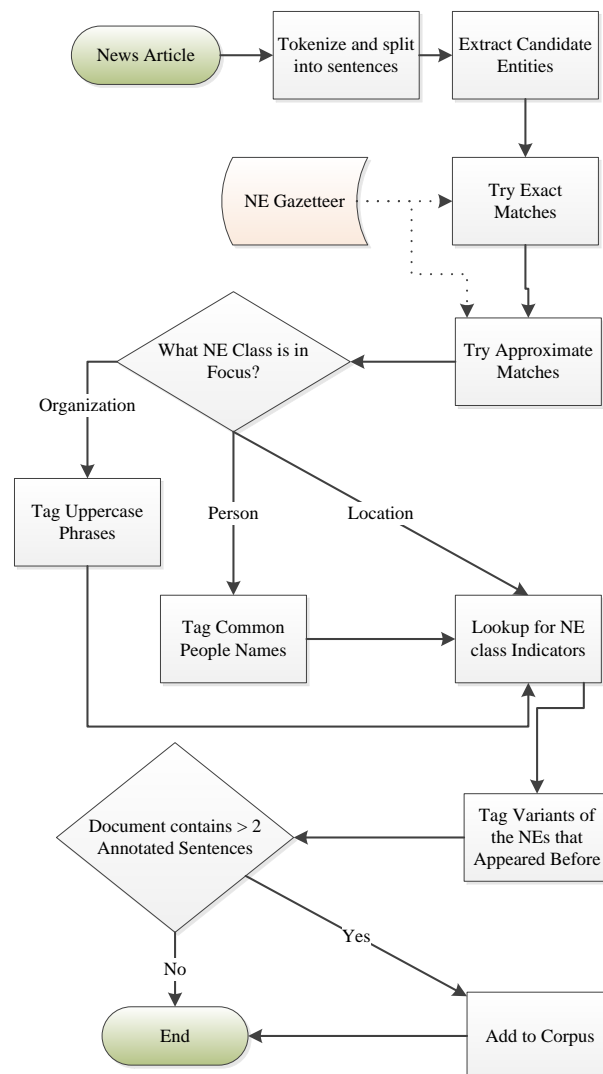 News Article
Tokenize and split
into sentences
Extract Candidate
Entities
NE Gazetteer
Try Exact
Matches
What NE Class is in
Focus?
Try Approximate
Matches
Organization
Tag Uppercase
Phrases
Person
Location
Tag Common
People Names
Lookup for NE
class Indicators
Document contains > 2
Annotated Sentences
Tag Variants of
the NEs that
Appeared Before
Yes
No
End
Add to Corpus